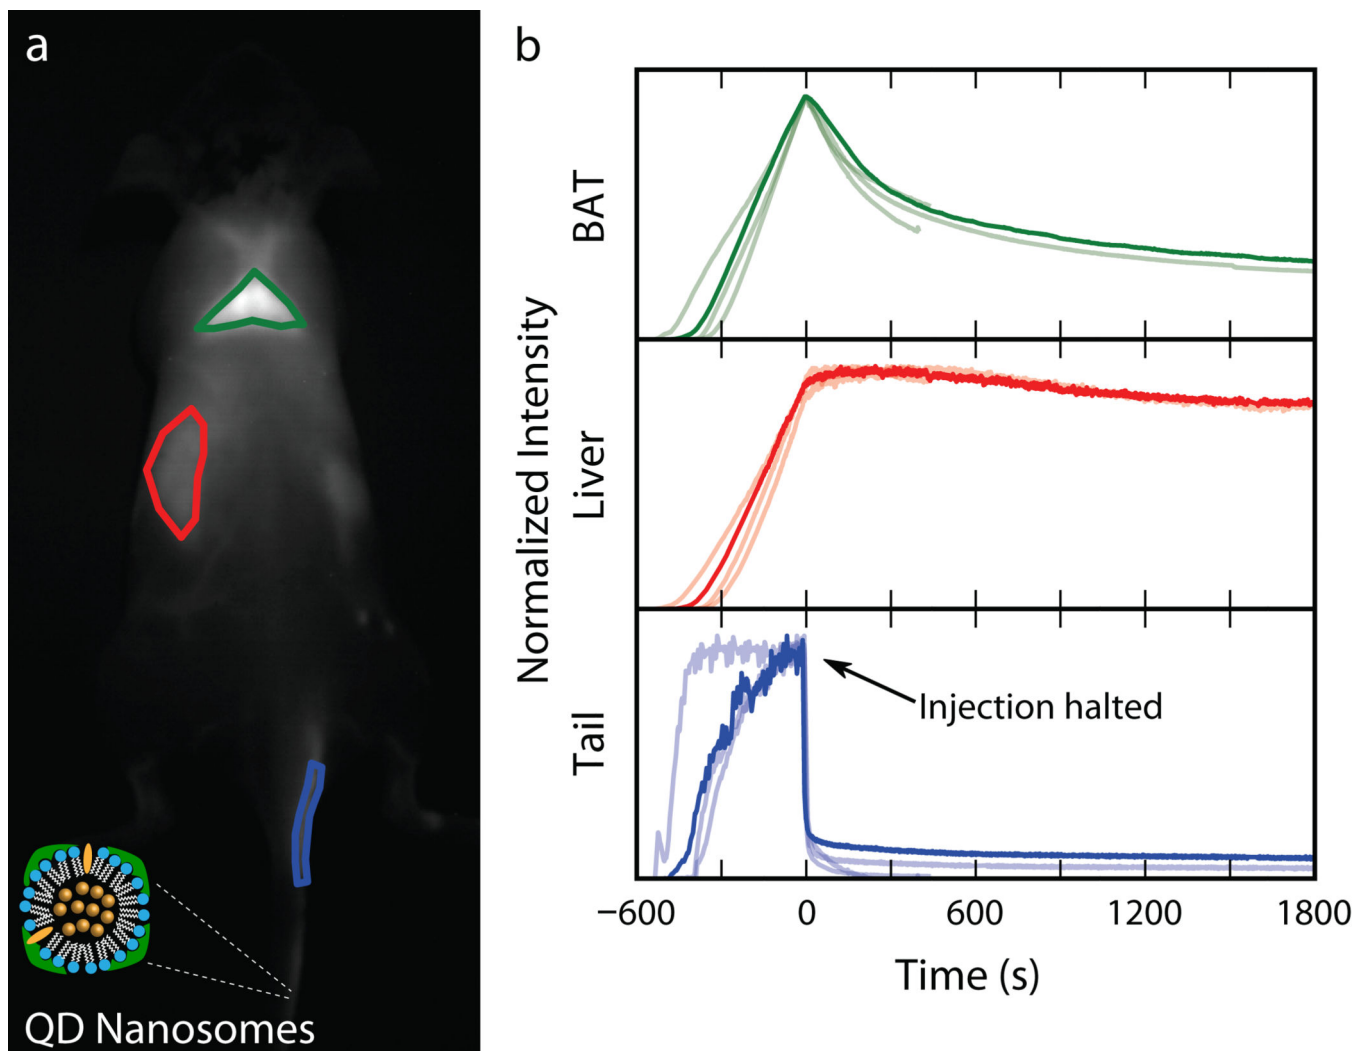 a
QD Nanosomes
b
Normalized Intensity
BAT
Liver
Tail
Injection halted
−600
0
600
1200
1800
Time (s)